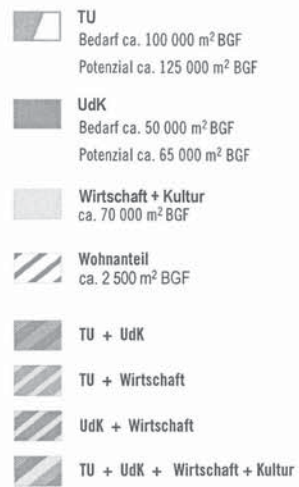 TU
Bedarf ca. 100 000 m² BGF
Potenzial ca. 125 000 m² BGF
UdK
Bedarf ca. 50 000 m² BGF
Potenzial ca. 65 000 m² BGF
Wirtschaft + Kultur
ca. 70 000 m² BGF
Wohnanteil
ca. 2 500 m² BGF
TU + UdK
TU + Wirtschaft
UdK + Wirtschaft
TU + UdK + Wirtschaft + Kultur